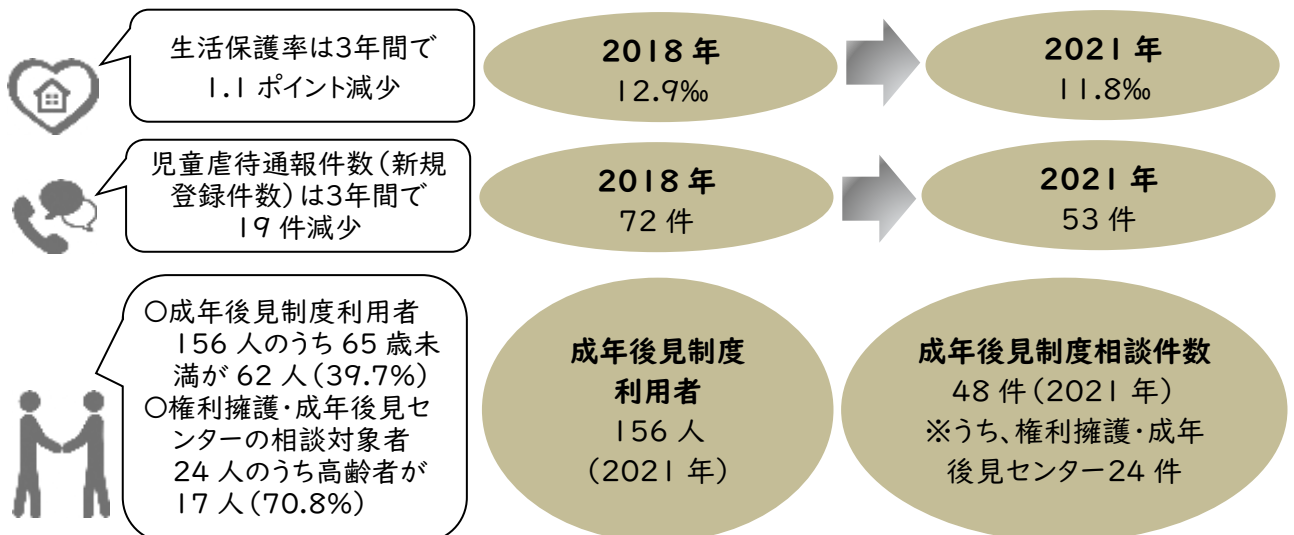 生活保護率は3年間で
1.1 ポイント減少
2018 年
12.9‰
2021 年
11.8‰
児童虐待通報件数(新規
登録件数)は3年間で
19 件減少
2018 年
72 件
2021 年
53 件
○成年後見制度利用者
156 人のうち 65 歳未
満が 62 人(39.7%)
○権利擁護・成年後見セ
ンターの相談対象者
24 人のうち高齢者が
17 人(70.8%)
成年後見制度
利用者
156 人
(2021 年)
成年後見制度相談件数
48 件(2021 年)
※うち、権利擁護・成年
後見センター24 件